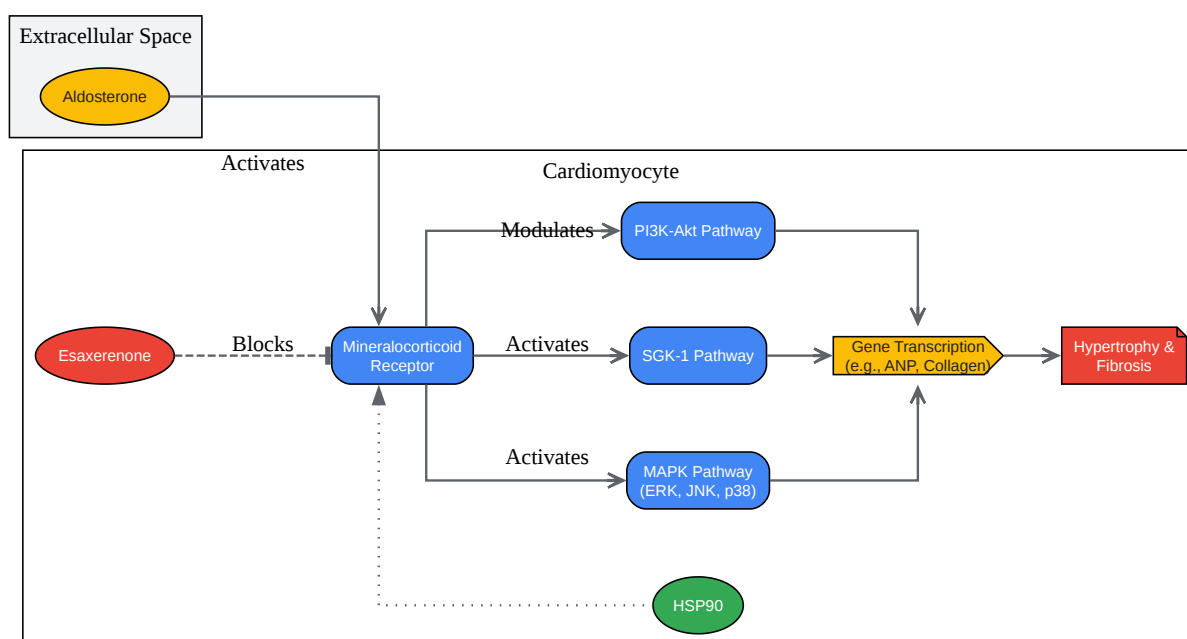 Extracellular Space
Aldosterone
Activates
Cardiomyocyte
Modulates
PI3K-Akt Pathway
Esaxerenone
Blocks
Mineralocorticoid
Receptor
Activates
SGK-1 Pathway
Gene Transcription
(e.g., ANP, Collagen)
Hypertrophy &
Fibrosis
Activates
MAPK Pathway
(ERK, JNK, p38)
HSP90